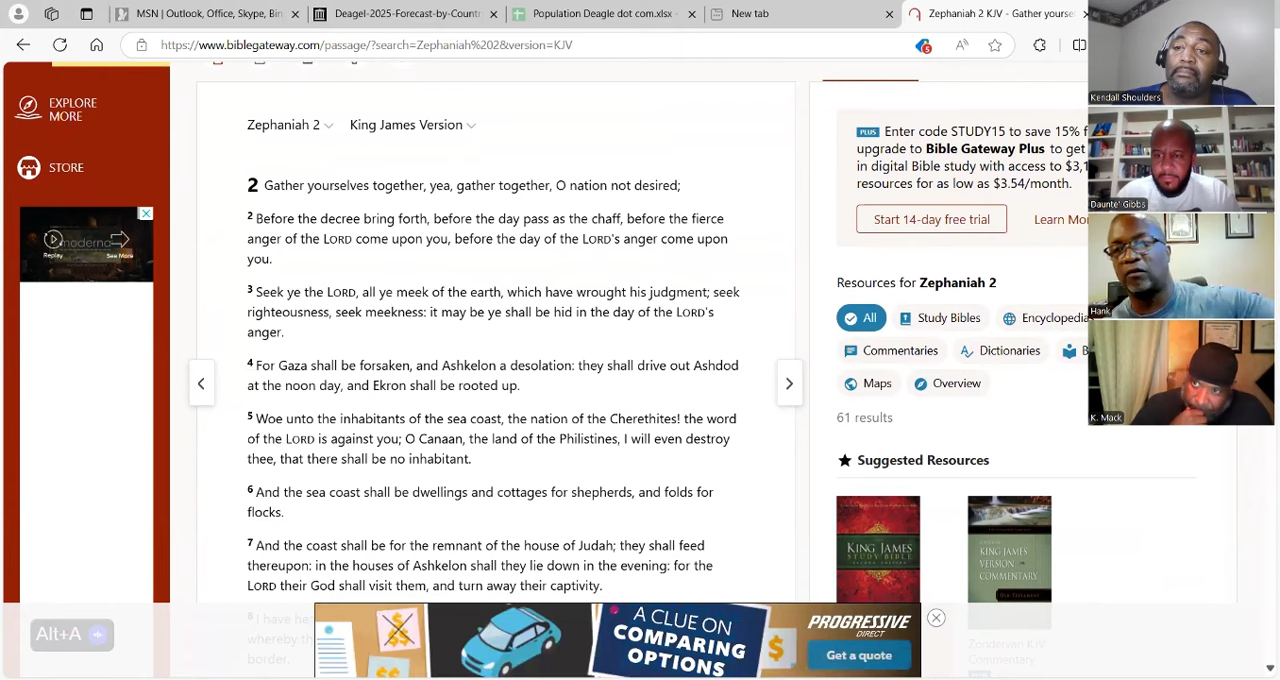 MSN | Outlook, Office, Skype, Bin
Deagel-2025-Forecast-by-Countr
Population Deagle dot com.xlsx -
New tab
Zephaniah 2 KJV - Gather yourse
https://www.biblegateway.com/passage/?search=Zephaniah%202&version=KJV
5
EXPLORE
MORE
STORE
moderna
Replay
See More
Zephaniah 2
King James Version
2 Gather yourselves together, yea, gather together, O nation not desired;
2 Before the decree bring forth, before the day pass as the chaff, before the fierce
anger of the LORD come upon you, before the day of the LORD's anger come upon
you.
3 Seek ye the LORD, all ye meek of the earth, which have wrought his judgment; seek
righteousness, seek meekness: it may be ye shall be hid in the day of the LORD's
anger.
4 For Gaza shall be forsaken, and Ashkelon a desolation: they shall drive out Ashdod
at the noon day, and Ekron shall be rooted up.
5 Woe unto the inhabitants of the sea coast, the nation of the Cherethites! the word
of the LORD is against you; O Canaan, the land of the Philistines, I will even destroy
thee, that there shall be no inhabitant.
6 And the sea coast shall be dwellings and cottages for shepherds, and folds for
flocks.
7 And the coast shall be for the remnant of the house of Judah; they shall feed
thereupon: in the houses of Ashkelon shall they lie down in the evening: for the
LORD their God shall visit them, and turn away their captivity.
8 I have he
whereby th
border.
PLUS Enter code STUDY15 to save 15% f
upgrade to Bible Gateway Plus to get
in digital Bible study with access to $3,1
resources for as low as $3.54/month.
Start 14-day free trial
Learn Mo
Resources for Zephaniah 2
All
Study Bibles
Encyclopedia
Commentaries
Dictionaries
B
Maps
Overview
61 results
Suggested Resources
KING JAMES
STUDY BIBLE
KING JAMES
VERSION
COMMENTARY
Zondervan KJV
Commentary
Kendall Shoulders
Daunte' Gibbs
Hank
K. Mack
Alt+A
A CLUE ON
COMPARING
OPTIONS
PROGRESSIVE
DIRECT
Get a quote